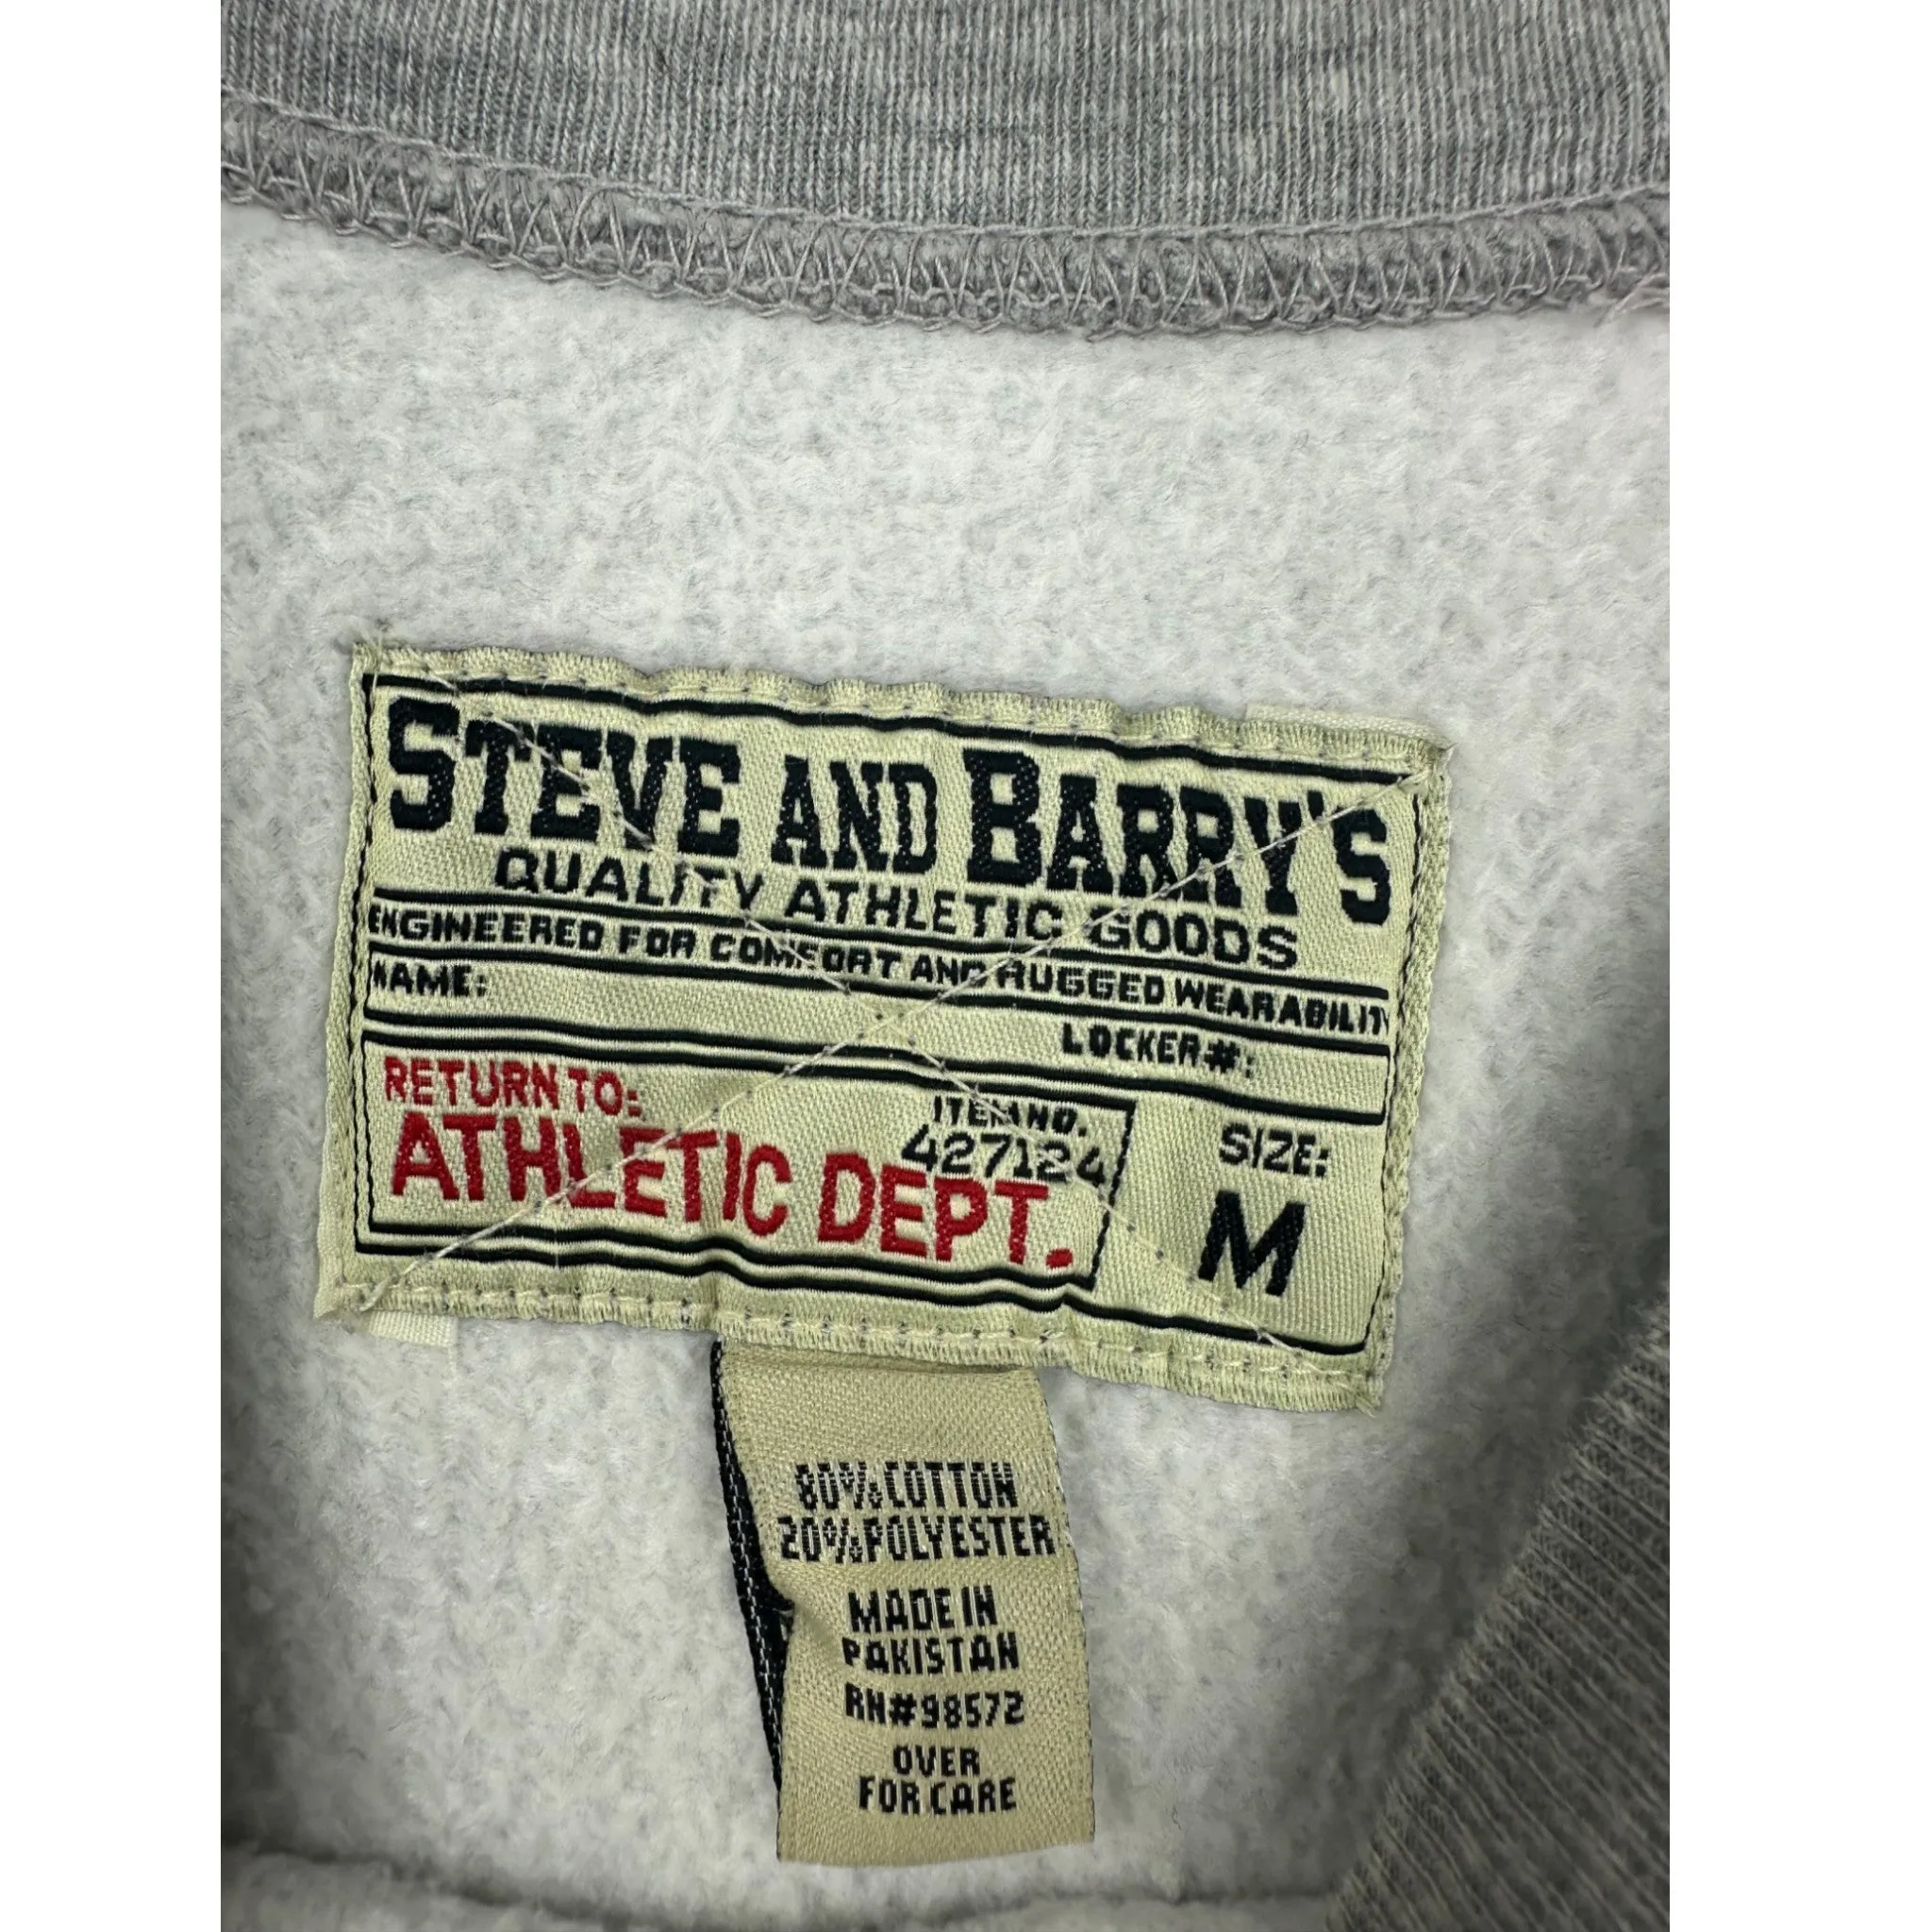 STEVE AND BARRY'S
QUALITY ATHLETIC GOODS
ENGINEERED FOR COMFORT AND RUGGED WEARABILITY
NAME:
LOCKER#:
RETURN TO:
ITEM NO.
427124
ATHLETIC DEPT.
SIZE:
M
80% COTTON
20% POLYESTER
MADE IN
PAKISTAN
RN#98572
OVER
FOR CARE